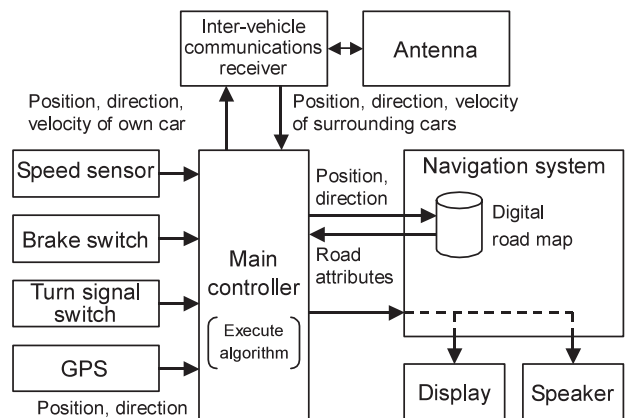 Inter-vehicle
communications
receiver
Antenna
Position, direction,
velocity of own car
Position, direction, velocity
of surrounding cars
Speed sensor
Brake switch
Turn signal
switch
GPS
Position, direction
Main
controller
Execute
algorithm
Position,
direction
Road
attributes
Navigation system
Digital
road map
Display
Speaker